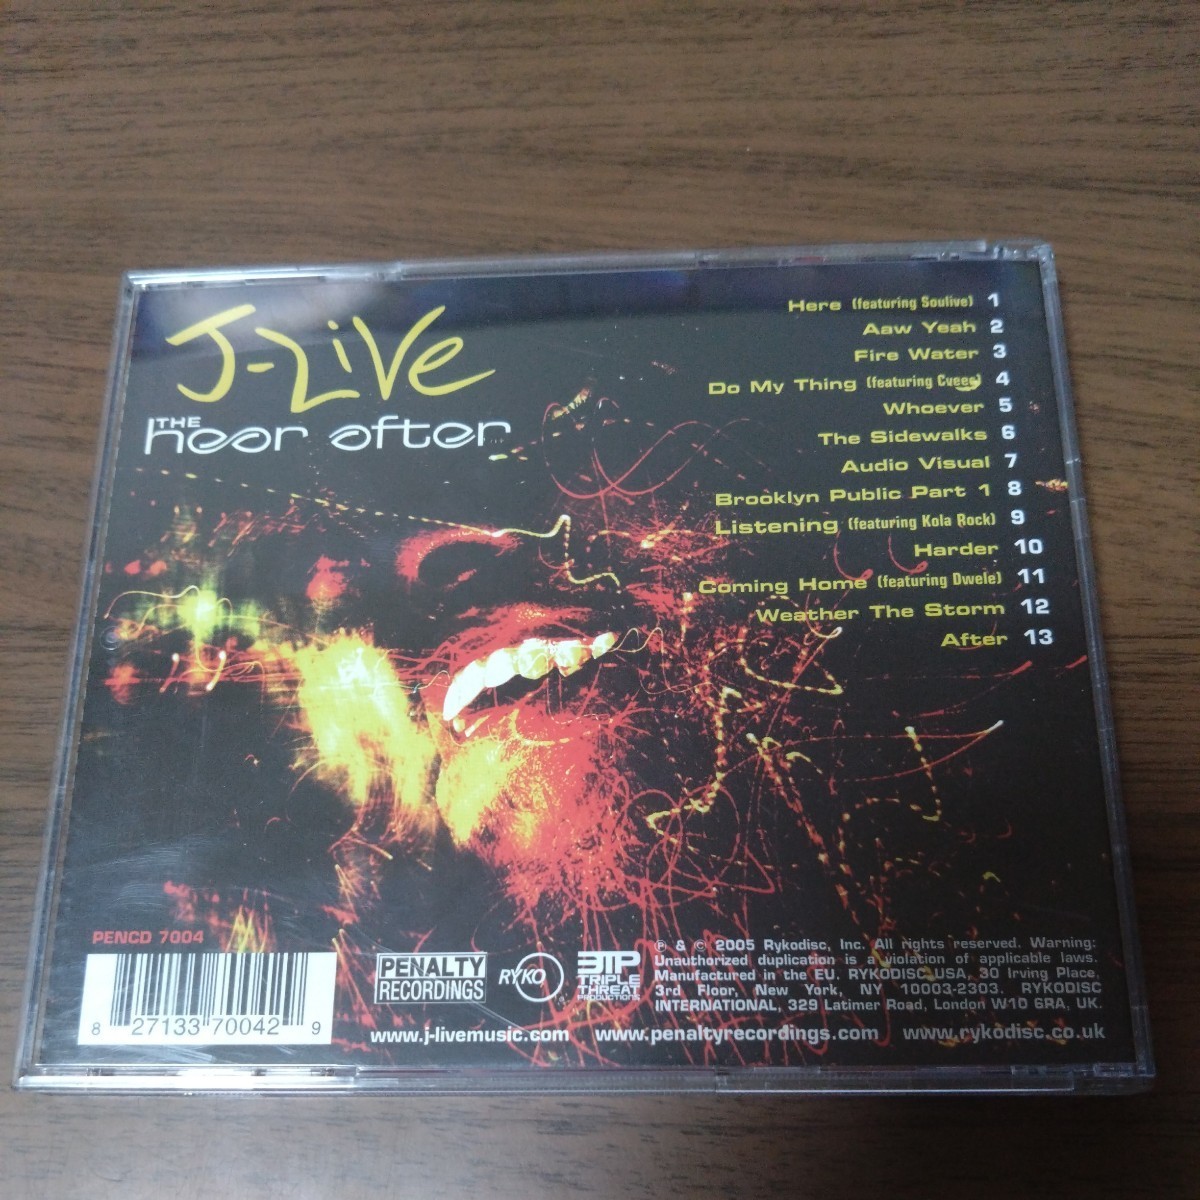 J-LiVe
THE
hear after...
Here (featuring Soulive) 1
Aaw Yeah 2
Fire Water 3
Do My Thing (featuring Cvees) 4
Whoever 5
The Sidewalks 6
Audio Visual 7
Brooklyn Public Part 1 8
Listening (featuring Kola Rock) 9
Harder 10
Coming Home (featuring Dwele) 11
Weather The Storm 12
After 13
PENCD 7004
8 27133 70042 9
PENALTY
RECORDINGS
RYKO
3TP
TRIPLE
THREAT
PRODUCTIONS
℗ & © 2005 Rykodisc, Inc. All rights reserved. Warning:
Unauthorized duplication is a violation of applicable laws.
Manufactured in the EU. RYKODISC USA, 30 Irving Place,
3rd Floor, New York, NY 10003-2303. RYKODISC
INTERNATIONAL, 329 Latimer Road, London W10 6RA, UK.
www.j-livemusic.com www.penaltyrecordings.com www.rykodisc.co.uk